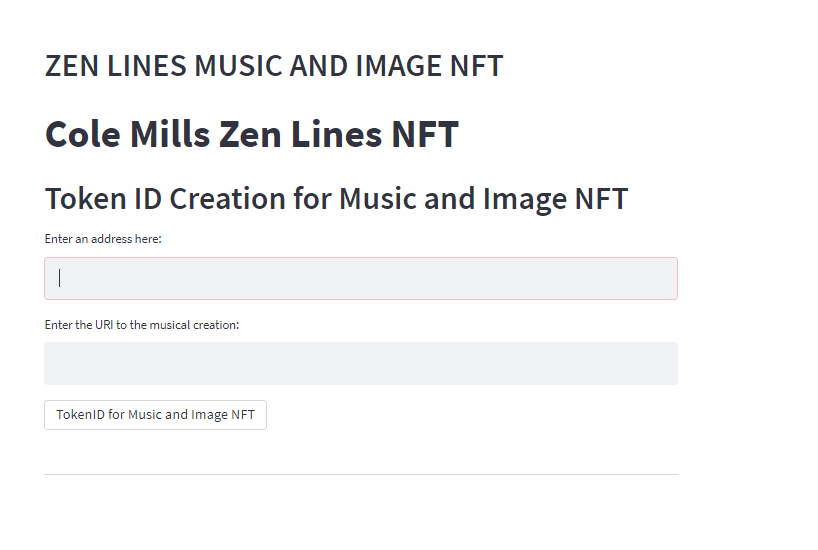 ZEN LINES MUSIC AND IMAGE NFT
Cole Mills Zen Lines NFT
Token ID Creation for Music and Image NFT
Enter an address here:
Enter the URI to the musical creation:
TokenID for Music and Image NFT